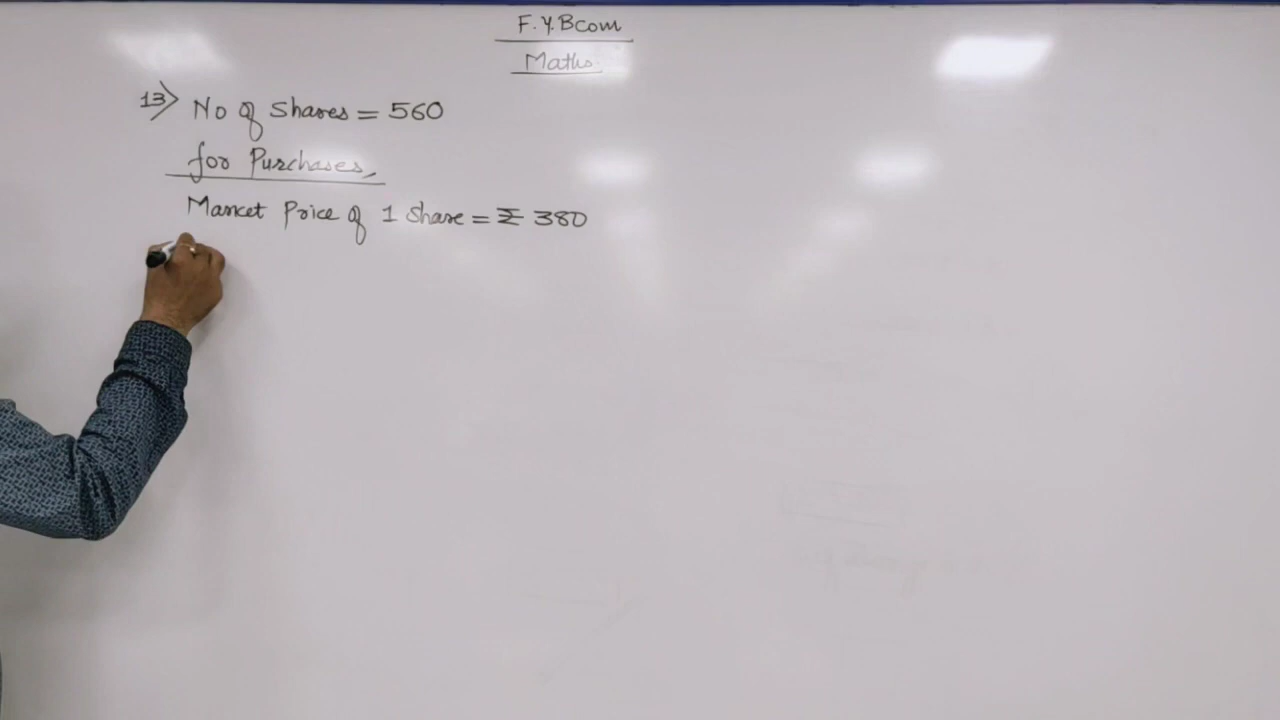 F.Y.Bcom
Maths.
13) No of Shares = 560
for Purchases,
Market Price of 1 Share = ₹ 380